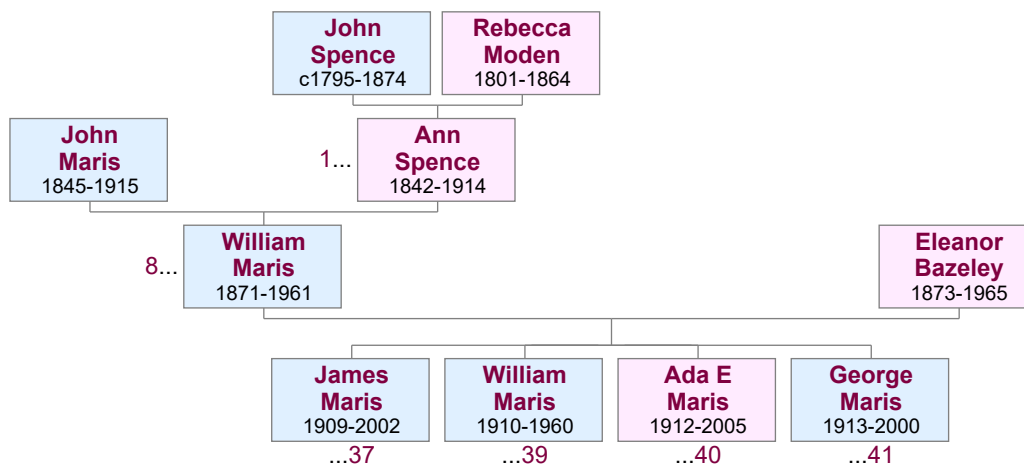 John
Spence
c1795-1874
Rebecca
Moden
1801-1864
John
Maris
1845-1915
1...
Ann
Spence
1842-1914
8...
William
Maris
1871-1961
Eleanor
Bazeley
1873-1965
James
Maris
1909-2002
William
Maris
1910-1960
Ada E
Maris
1912-2005
George
Maris
1913-2000
...37
...39
...40
...41